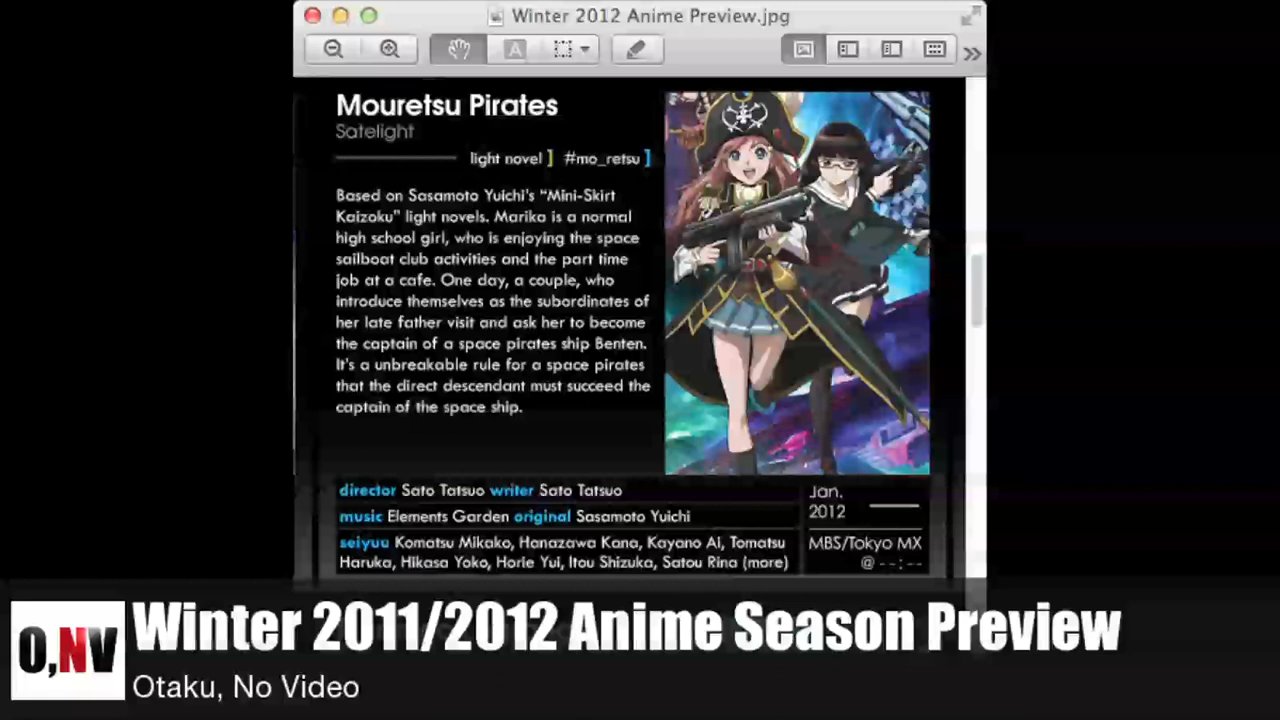 Winter 2012 Anime Preview.jpg
A
Mouretsu Pirates
Satelight
light novel] #mo_retsu]
Based on Sasamoto Yuichi's “Mini-Skirt
Kaizoku” light novels. Marika is a normal
high school girl, who is enjoying the space
sailboat club activities and the part time
job at a cafe. One day, a couple, who
introduce themselves as the subordinates of
her late father visit and ask her to become
the captain of a space pirates ship Benten.
It's a unbreakable rule for a space pirates
that the direct descendant must succeed the
captain of the space ship.
director Sato Tatsuo writer Sato Tatsuo
music Elements Garden original Sasamoto Yuichi
seiyuu Komatsu Mikako, Hanazawa Kana, Kayano Ai, Tomatsu
Haruka, Hikasa Yoko, Horie Yui, Itou Shizuka, Satou Rina (more)
Jan.
2012
MBS/Tokyo MX
@ --:--
O,NV
Winter 2011/2012 Anime Season Preview
Otaku, No Video